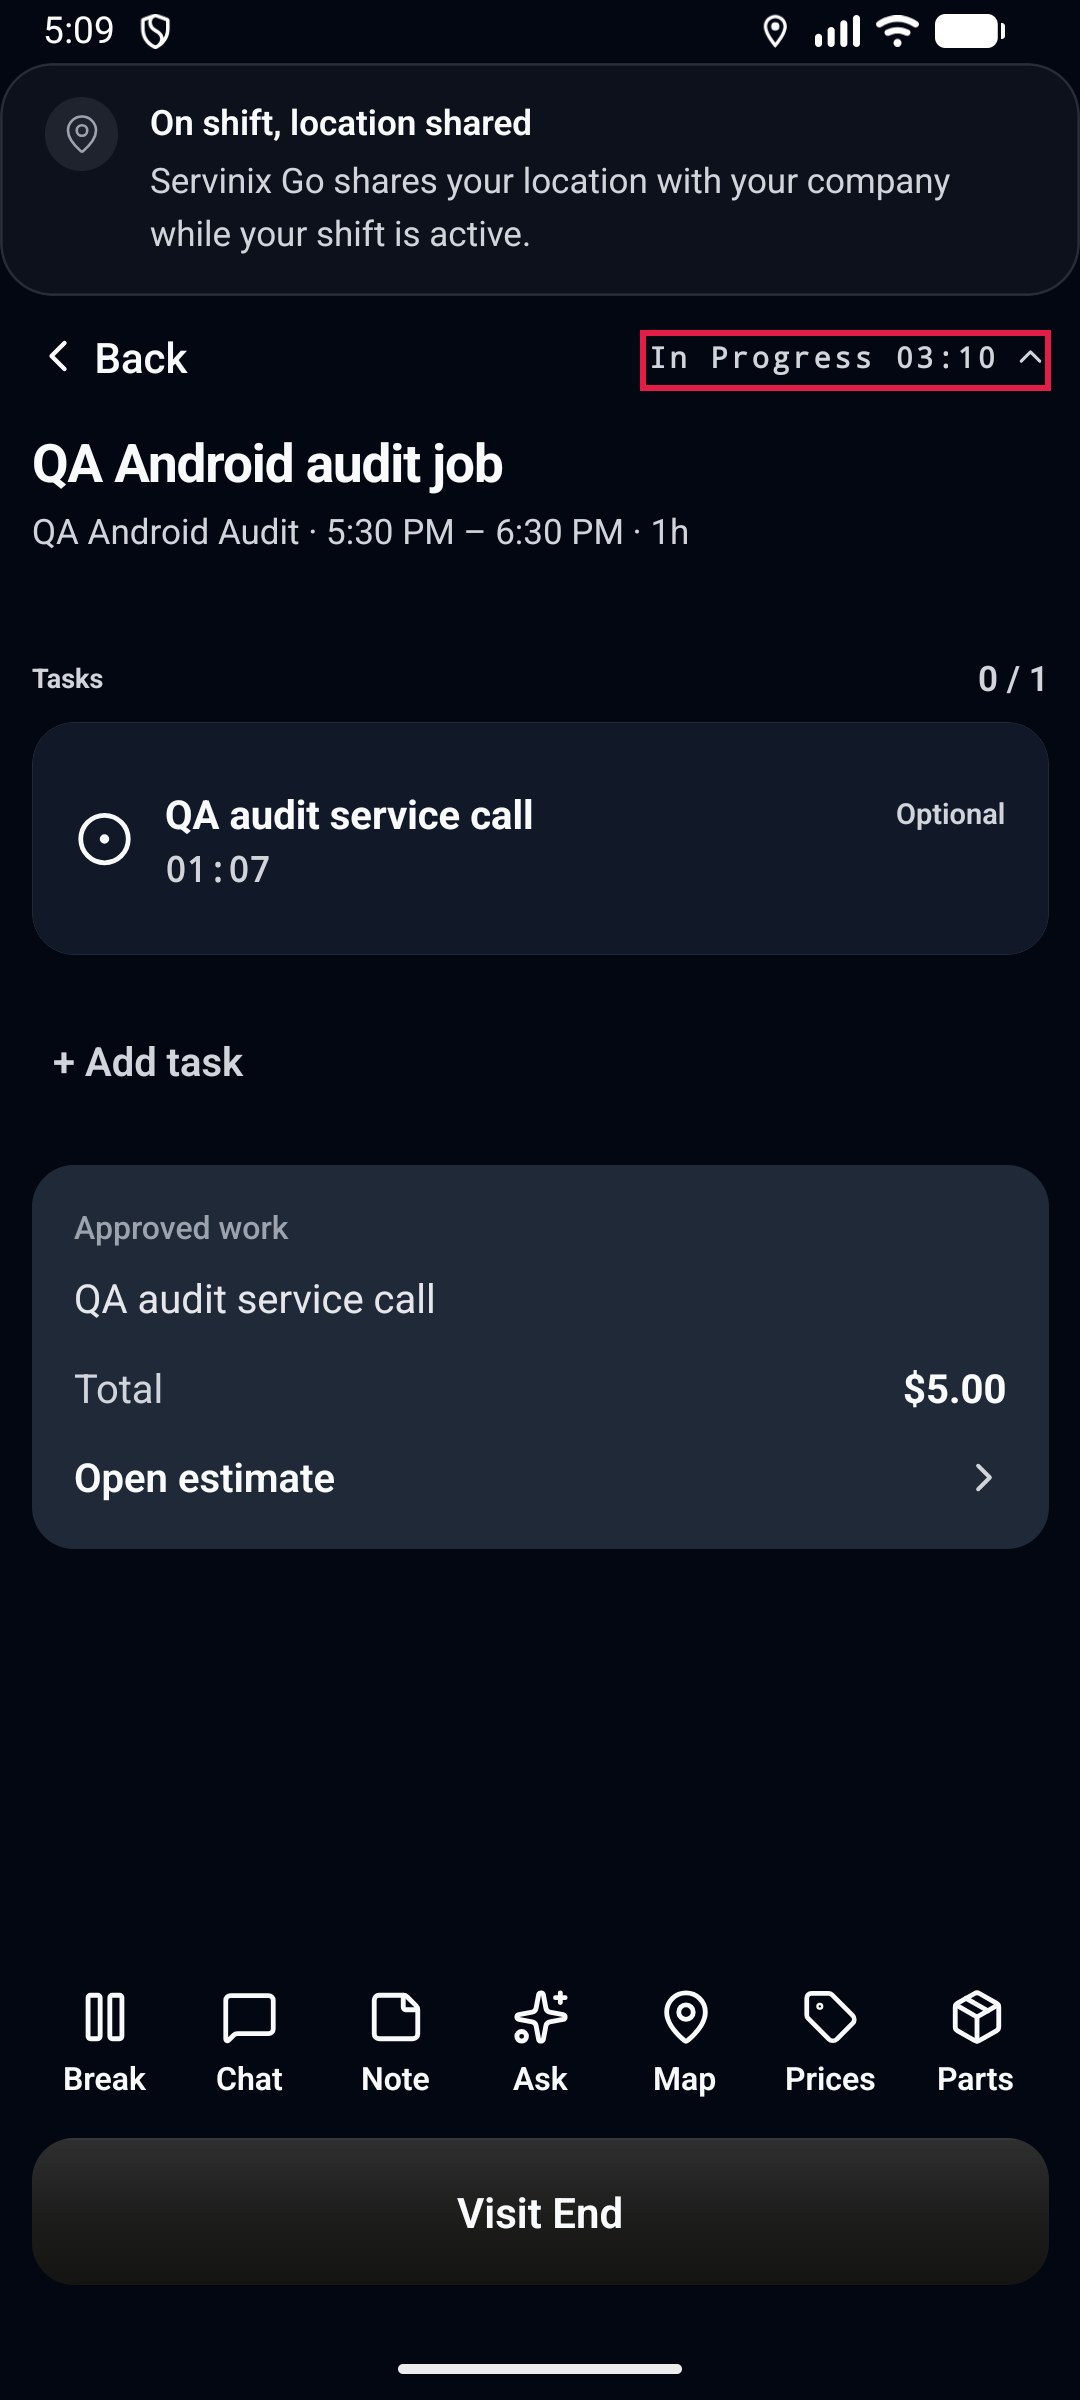 5:09
On shift, location shared
Servinix Go shares your location with your company
while your shift is active.
Back
In Progress 03:10
QA Android audit job
QA Android Audit · 5:30 PM – 6:30 PM · 1h
Tasks
0 / 1
QA audit service call
Optional
01:07
+ Add task
Approved work
QA audit service call
Total
$5.00
Open estimate
Break
Chat
Note
Ask
Map
Prices
Parts
Visit End